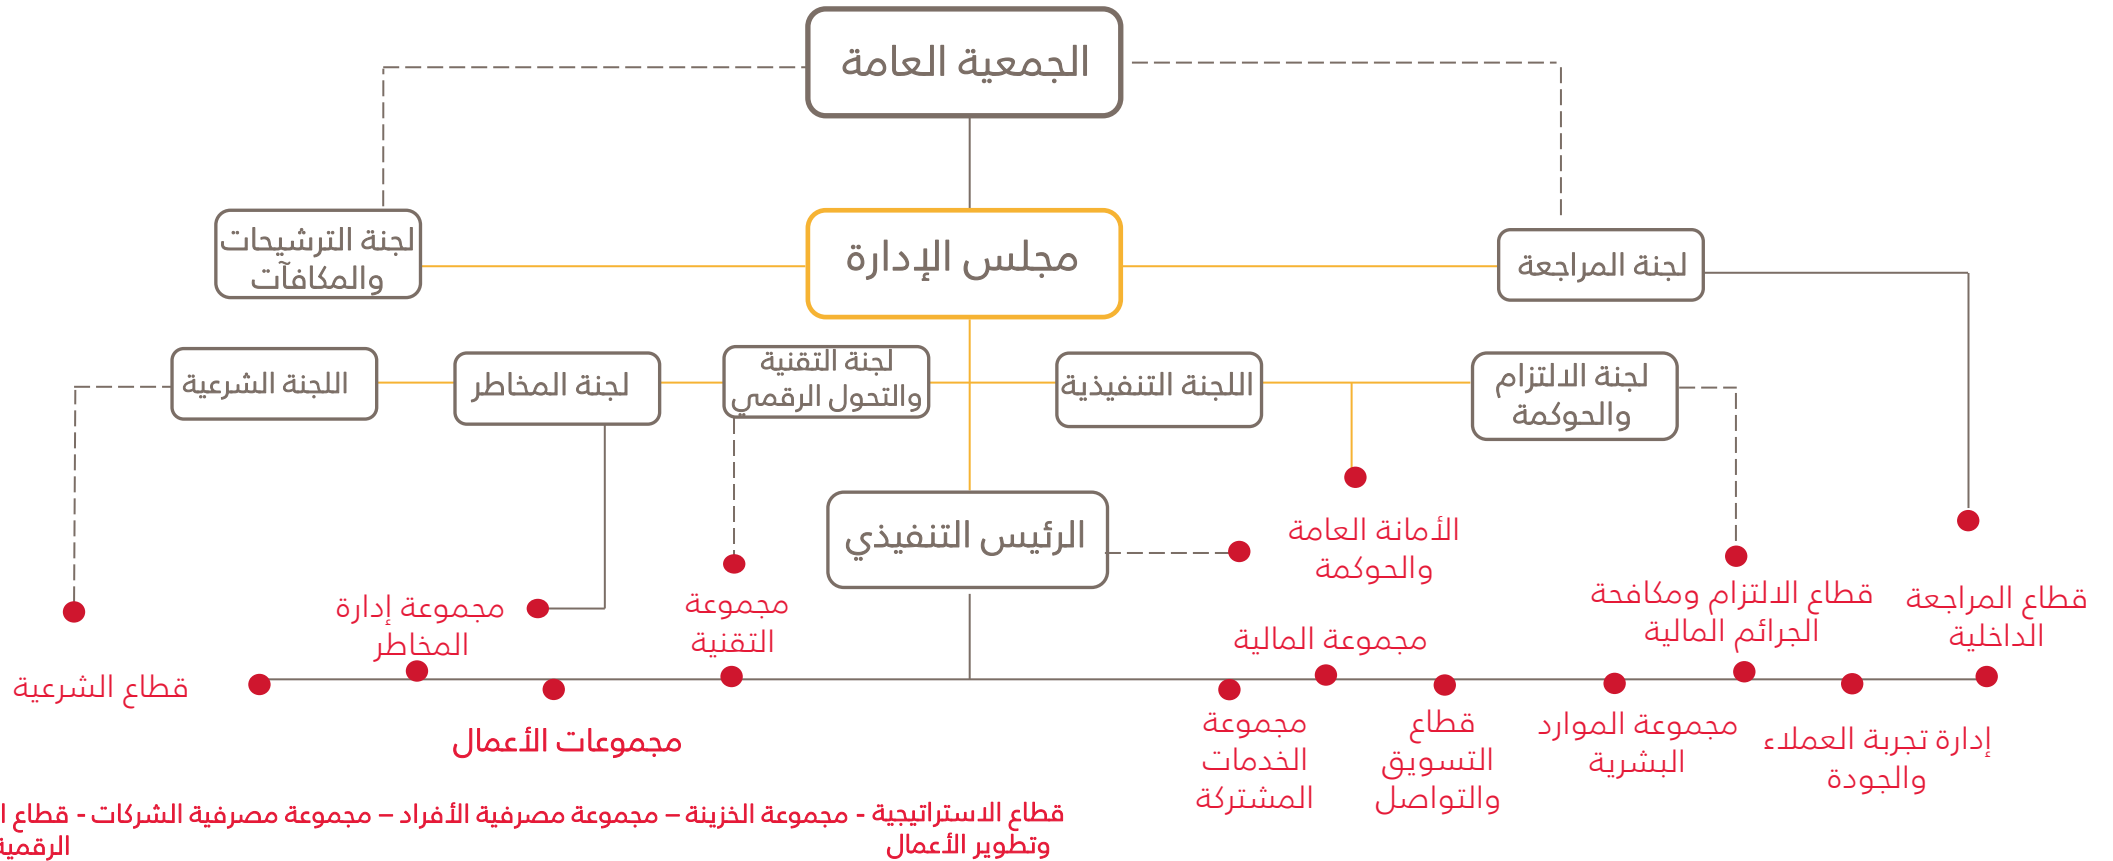 الجمعية العامة
مجلس الإدارة
لجنة المراجعة
لجنة الترشيحات
والمكافآت
لجنة الالتزام
والحوكمة
اللجنة التنفيذية
لجنة التقنية
والتحول الرقمي
لجنة المخاطر
اللجنة الشرعية
الرئيس التنفيذي
الأمانة العامة
والحوكمة
قطاع المراجعة
الداخلية
قطاع الالتزام ومكافحة
الجرائم المالية
مجموعة المالية
مجموعة
التقنية
مجموعة إدارة
المخاطر
قطاع الشرعية
إدارة تجربة العملاء
والجودة
مجموعة الموارد
البشرية
قطاع
التسويق
والتواصل
مجموعة
الخدمات
المشتركة
مجموعات الأعمال
قطاع الاستراتيجية - مجموعة الخزينة – مجموعة مصرفية الأفراد – مجموعة مصرفية الشركات - قطاع
وتطوير الأعمال
الرقمية